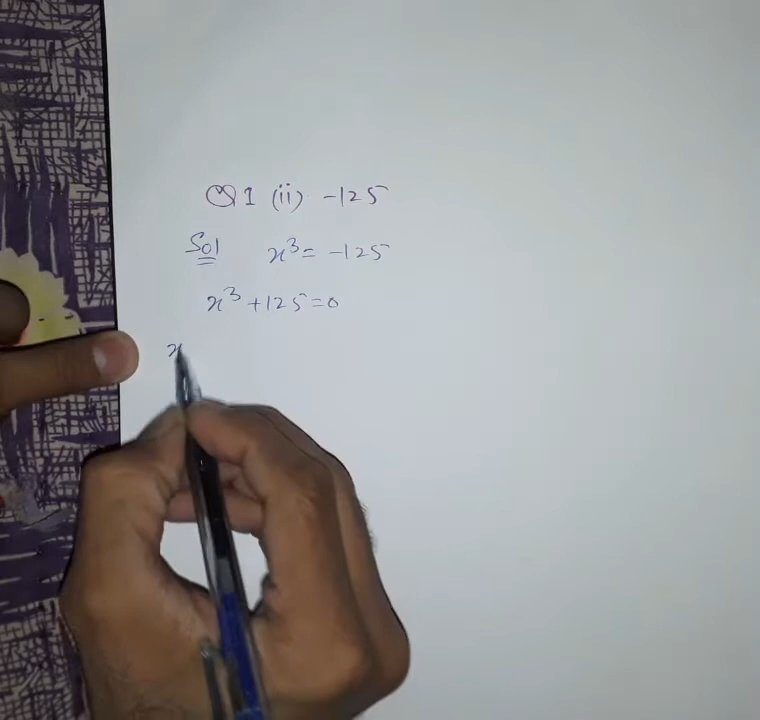 Q1 (ii) -125
Sol x³ = -125
x³ + 125 = 0
x